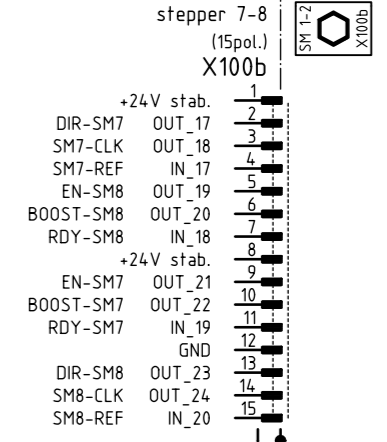 stepper 7-8
(15pol.)
X100b
SM 1-2
X100b
+24V stab. 1
DIR-SM7 OUT_17 2
SM7-CLK OUT_18 3
SM7-REF IN_17 4
EN-SM8 OUT_19 5
BOOST-SM8 OUT_20 6
RDY-SM8 IN_18 7
+24V stab. 8
EN-SM7 OUT_21 9
BOOST-SM7 OUT_22 10
RDY-SM7 IN_19 11
GND 12
DIR-SM8 OUT_23 13
SM8-CLK OUT_24 14
SM8-REF IN_20 15